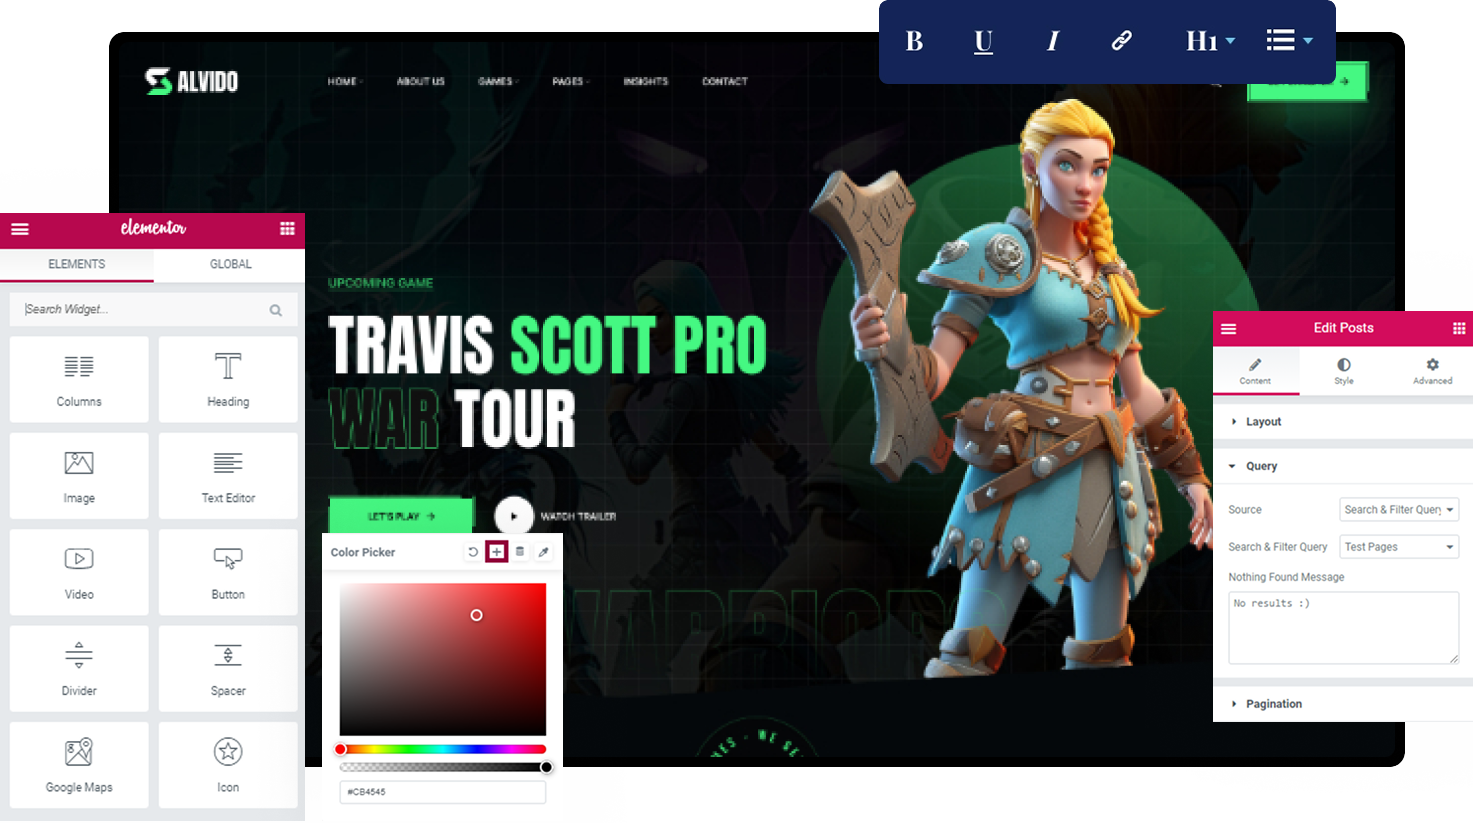 B U I H1
ALVIDO
HOME
ABOUT US
GAMES
PAGES
INSIGHTS
CONTACT
elementor
ELEMENTS GLOBAL
Search Widget...
Columns Heading
Image Text Editor
Video Button
Divider Spacer
Google Maps Icon
UPCOMING GAME
TRAVIS SCOTT PRO
WAR TOUR
LET'S PLAY
WATCH TRAILER
WARRIORS
Color Picker
#CB4545
WE SE
Edit Posts
Content Style Advanced
Layout
Query
Source Search & Filter Query
Search & Filter Query Test Pages
Nothing Found Message
No results :)
Pagination